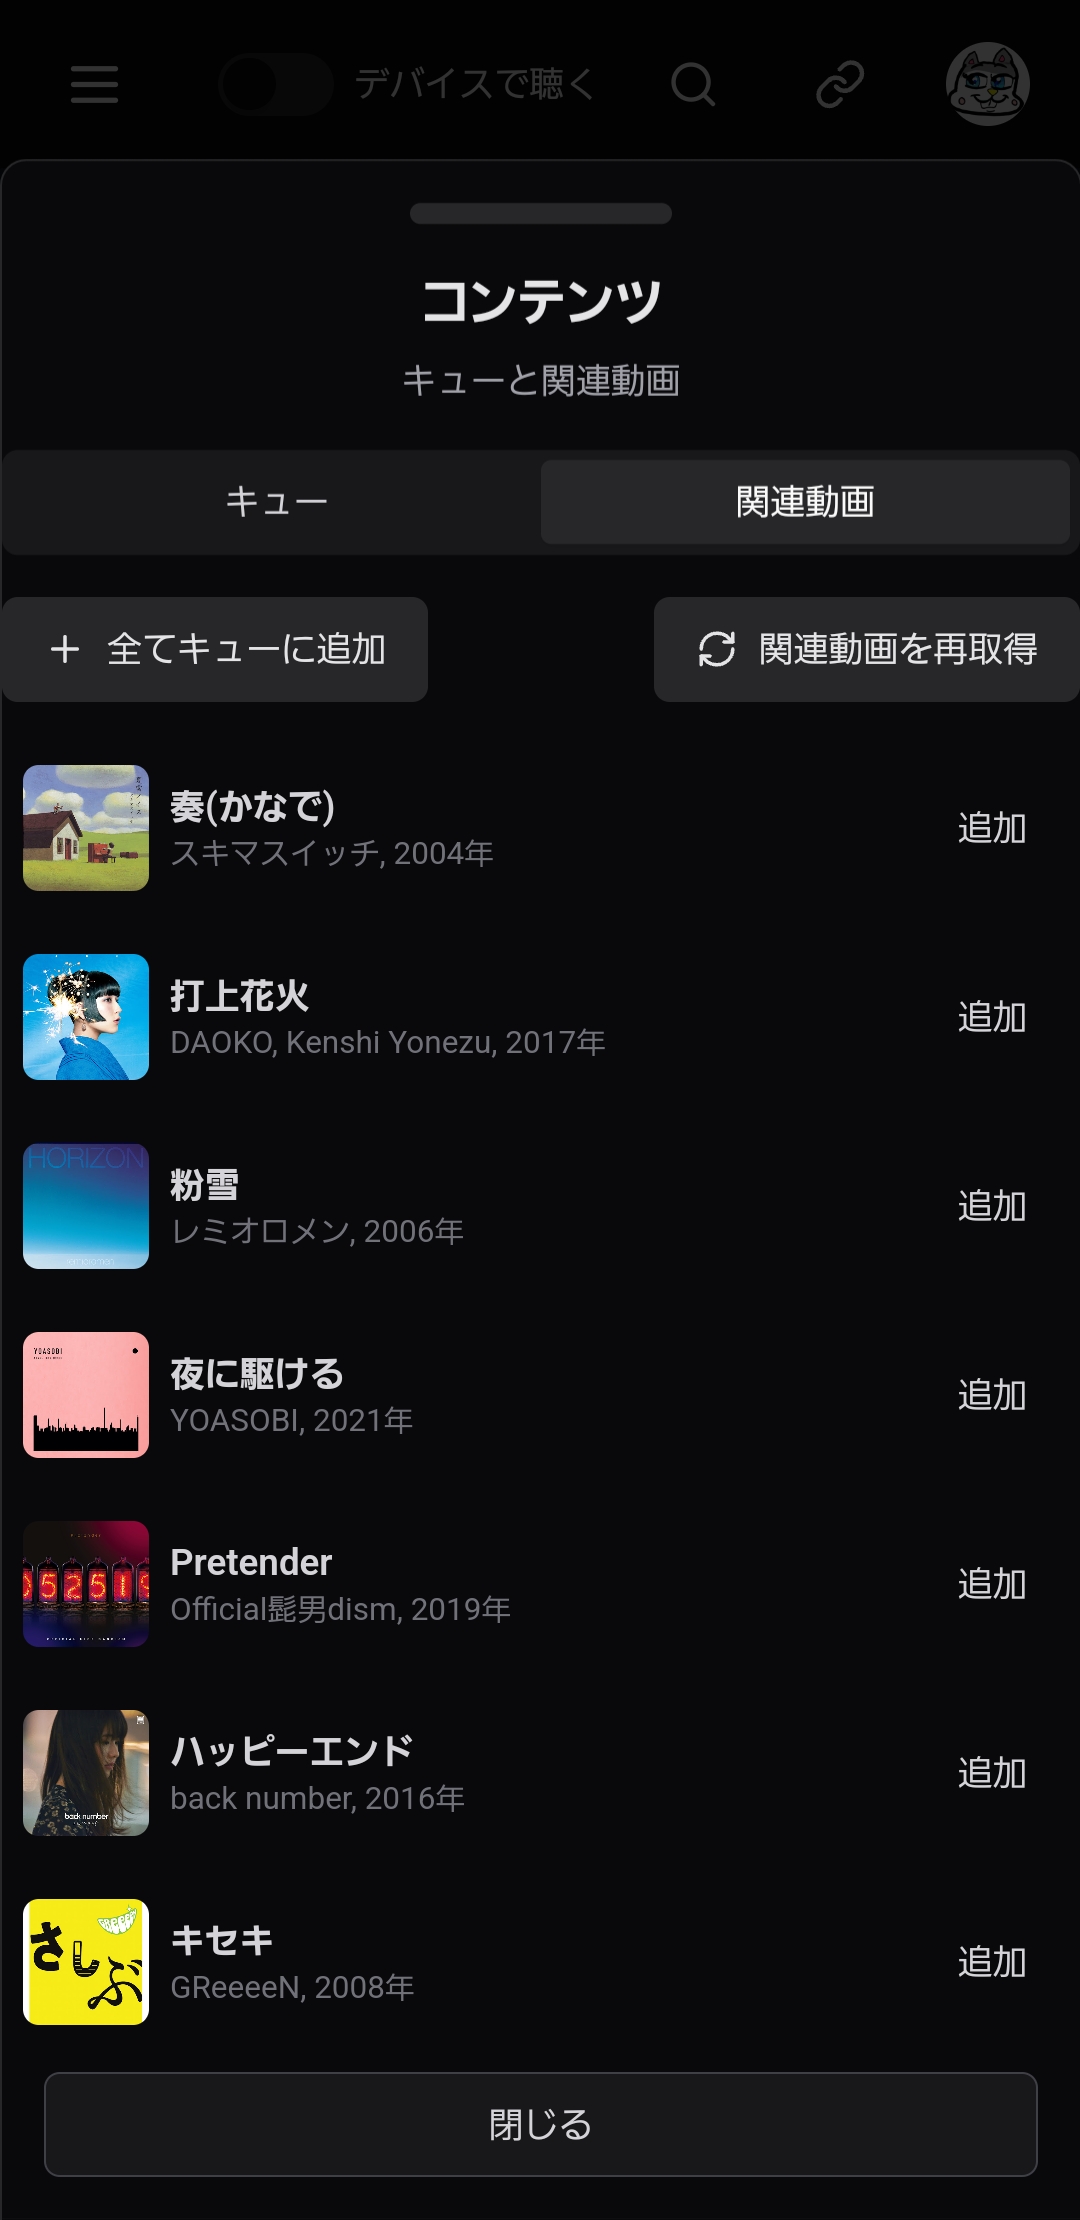 デバイスで聴く
コンテンツ
キューと関連動画
キュー
関連動画
全てキューに追加
関連動画を再取得
奏(かなで)
スキマスイッチ, 2004年
追加
打上花火
DAOKO, Kenshi Yonezu, 2017年
追加
HORIZON
粉雪
レミオロメン, 2006年
追加
YOASOBI
夜に駆ける
YOASOBI, 2021年
追加
Pretender
Official髭男dism, 2019年
追加
back number
ハッピーエンド
back number, 2016年
追加
GReeeeN
さしぶ
キセキ
GReeeeN, 2008年
追加
閉じる